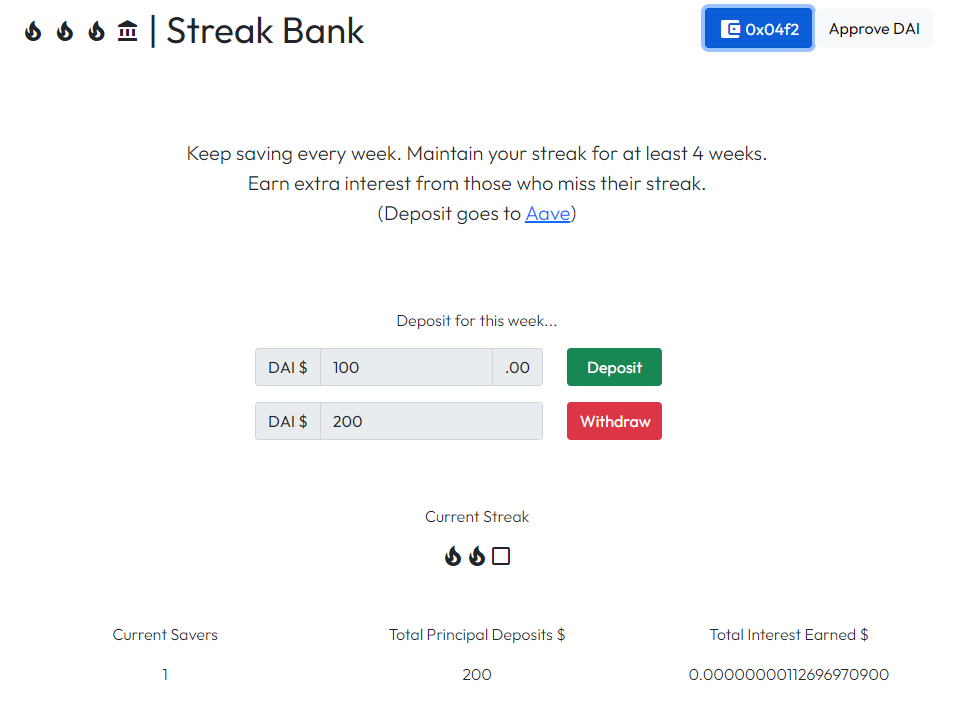 | Streak Bank
0x04f2
Approve DAI
Keep saving every week. Maintain your streak for at least 4 weeks.
Earn extra interest from those who miss their streak.
(Deposit goes to Aave)
Deposit for this week...
DAI $ 100 .00 Deposit
DAI $ 200 Withdraw
Current Streak
Current Savers Total Principal Deposits $ Total Interest Earned $
1 200 0.00000000112696970900